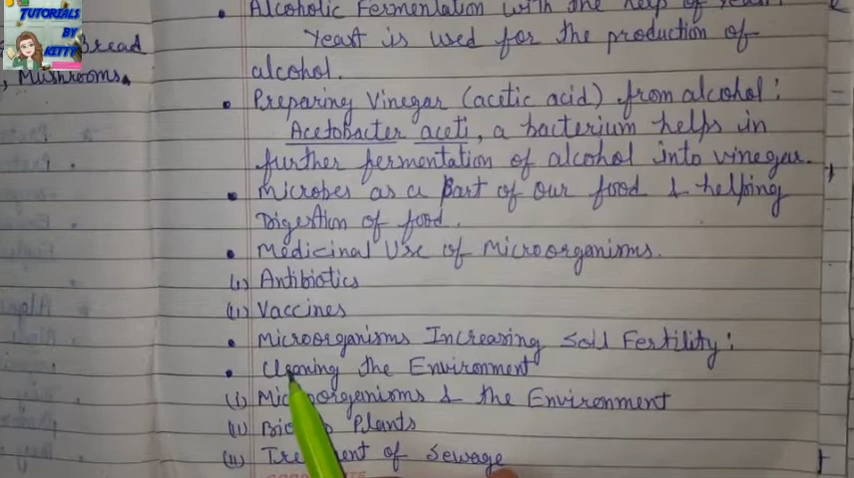 TUTORIALS
BY
KETTY
Bread
, Mushrooms.
• Alcoholic Fermentation with the help of Yeast
Yeast is used for the production of
alcohol.
• Preparing Vinegar (acetic acid) from alcohol:
Acetobacter aceti, a bacterium helps in
further fermentation of alcohol into vinegar.
• Microbes as a part of our food & helping
Digestion of food.
• Medicinal Use of Microorganisms.
(i) Antibiotics
(ii) Vaccines
• Microorganisms Increasing Soil Fertility:
• Cleaning the Environment
(i) Microorganisms & the Environment
(ii) Plants
(iii) of Sewage